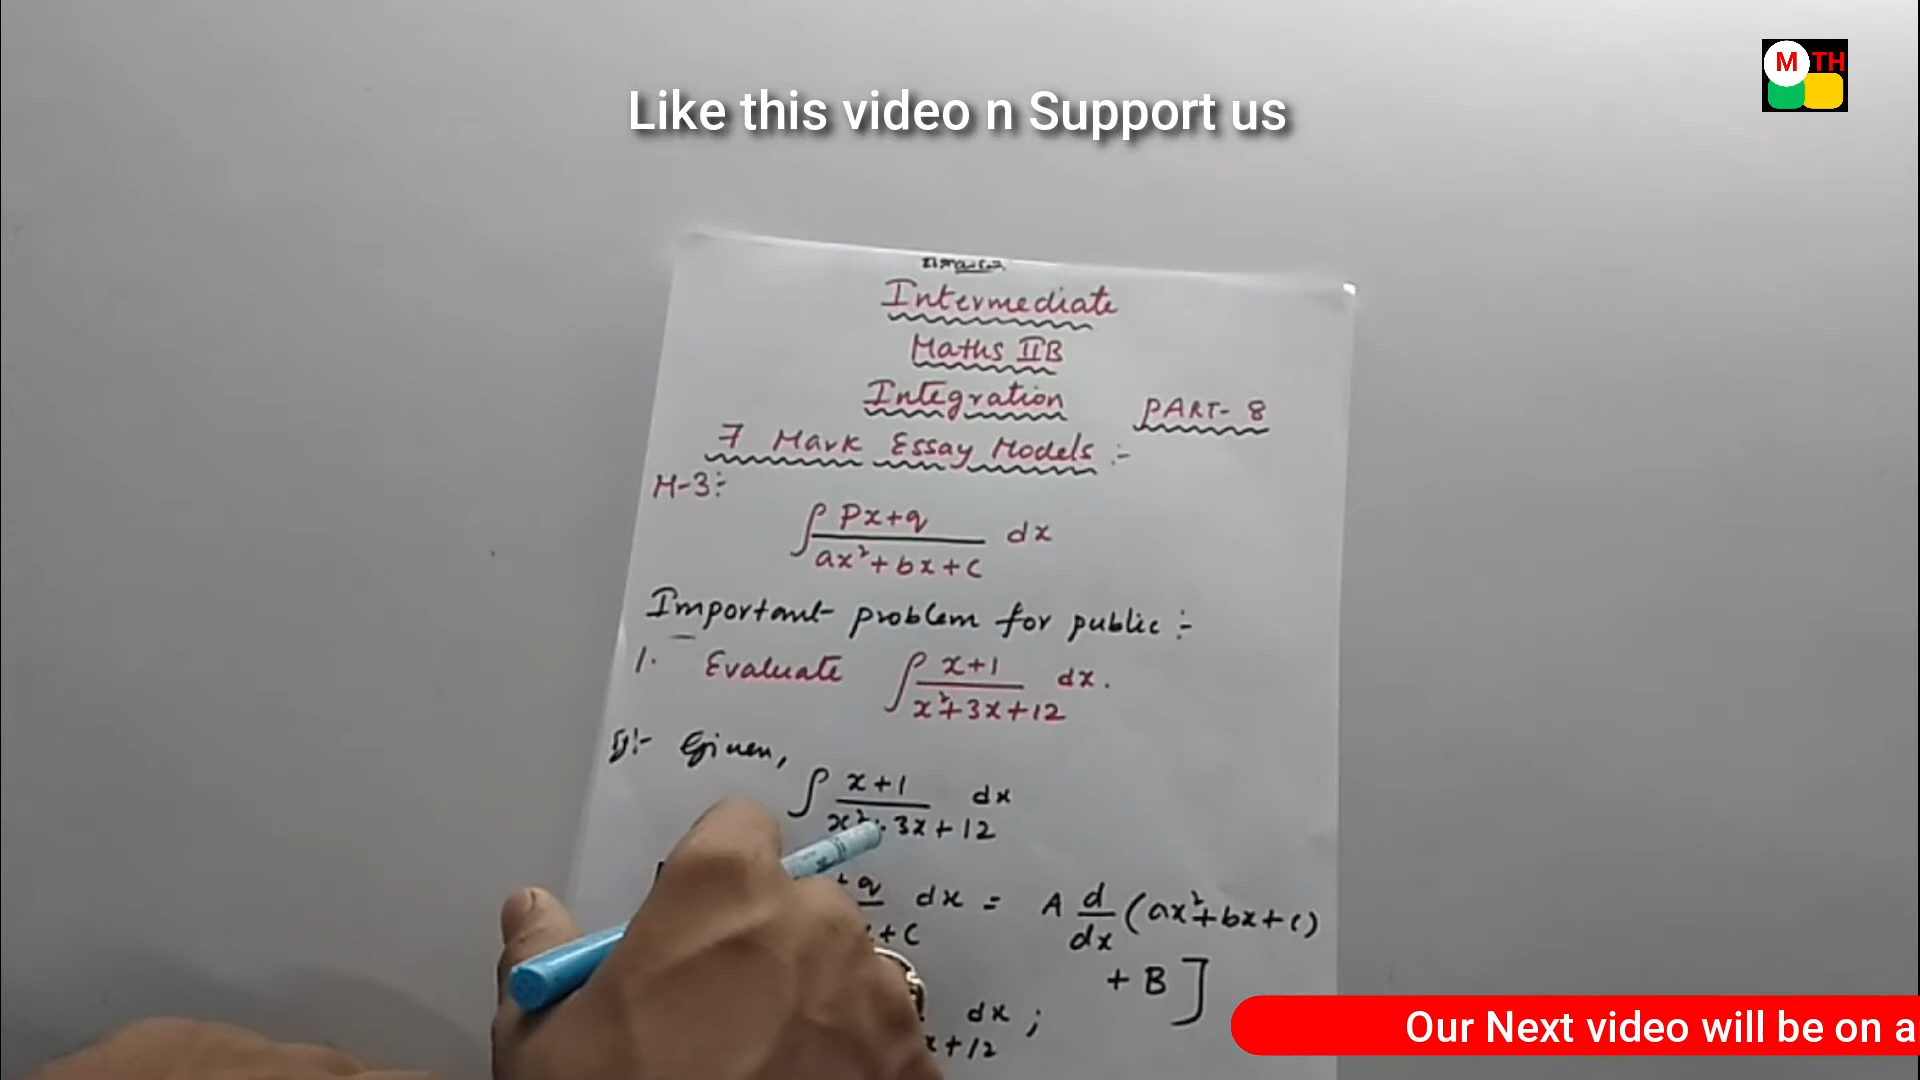 Like this video n Support us
M TH
Intermediate
Maths IIB
Integration
PART- 8
7 Mark Essay Models :-
M-3:-
∫ Px+q / ax²+bx+c dx
Important problem for public :-
1. Evaluate ∫ x+1 / x²+3x+12 dx.
Given,
∫ x+1 / x²+3x+12 dx
+q / +c dx = A d/dx (ax²+bx+c)
+ B ]
dx ;
x+12
Our Next video will be on a